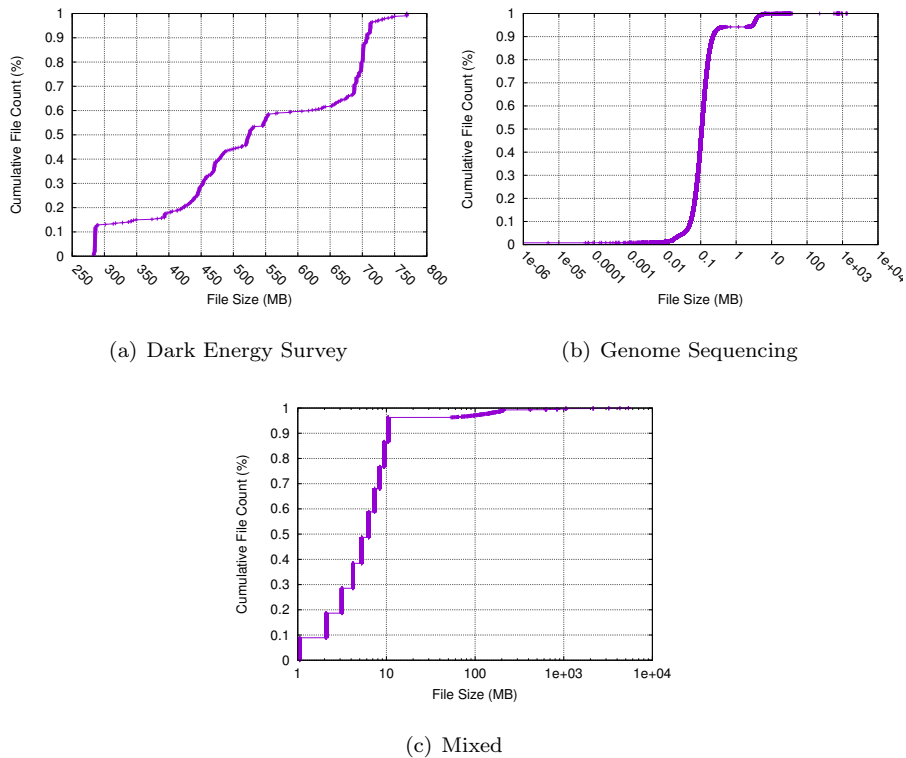 Cumulative File Count (%)
1
0.9
0.8
0.7
0.6
0.5
0.4
0.3
0.2
0.1
0
250 300 350 400 450 500 550 600 650 700 750 800
File Size (MB)
(a) Dark Energy Survey
Cumulative File Count (%)
1
0.9
0.8
0.7
0.6
0.5
0.4
0.3
0.2
0.1
0
1e-06 1e-05 0.0001 0.001 0.01 0.1 1 10 100 1e+03 1e+04
File Size (MB)
(b) Genome Sequencing
Cumulative File Count (%)
1
0.9
0.8
0.7
0.6
0.5
0.4
0.3
0.2
0.1
0
1 10 100 1e+03 1e+04
File Size (MB)
(c) Mixed